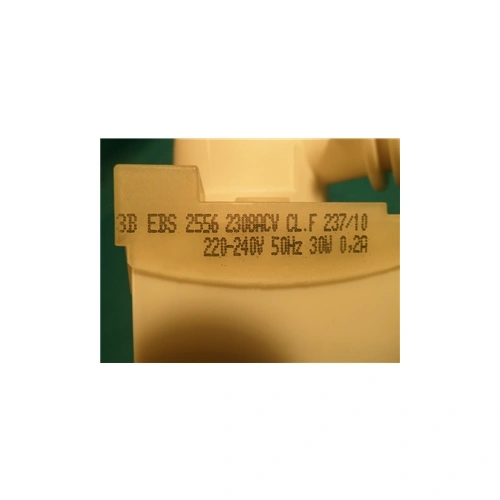 3B EBS 2556 2308ACV CL.F 237/10
220-240V 50Hz 30W 0,2A